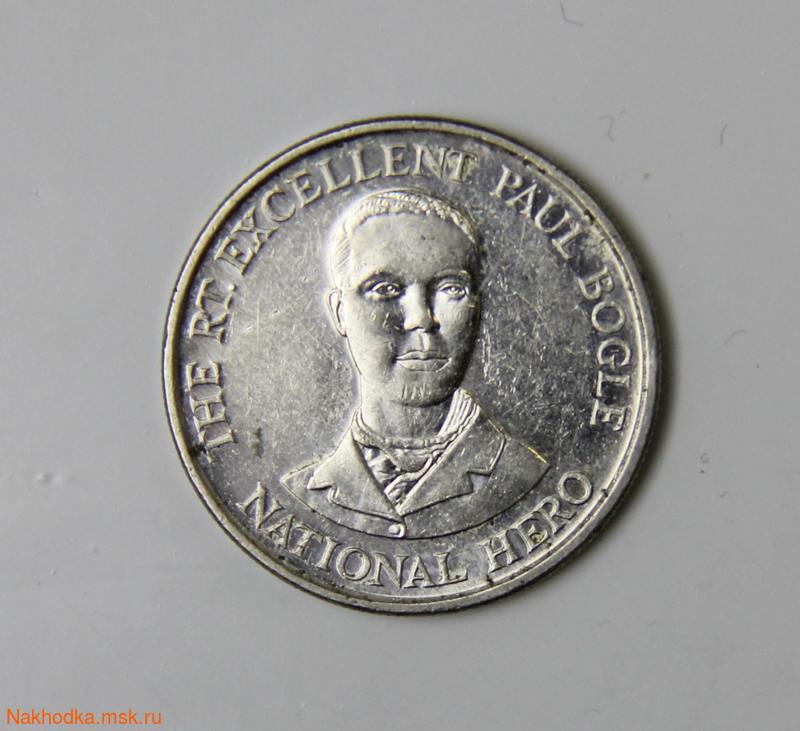 THE RT. EXCELLENT PAUL BOGLE
NATIONAL HERO
Nakhodka.msk.ru